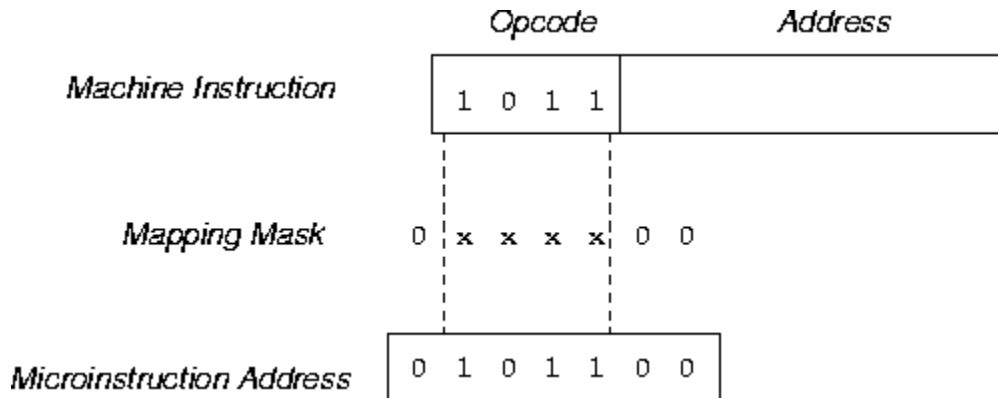 Opcode Address
Machine Instruction 1 0 1 1
Mapping Mask 0 x x x x 0 0
Microinstruction Address 0 1 0 1 1 0 0